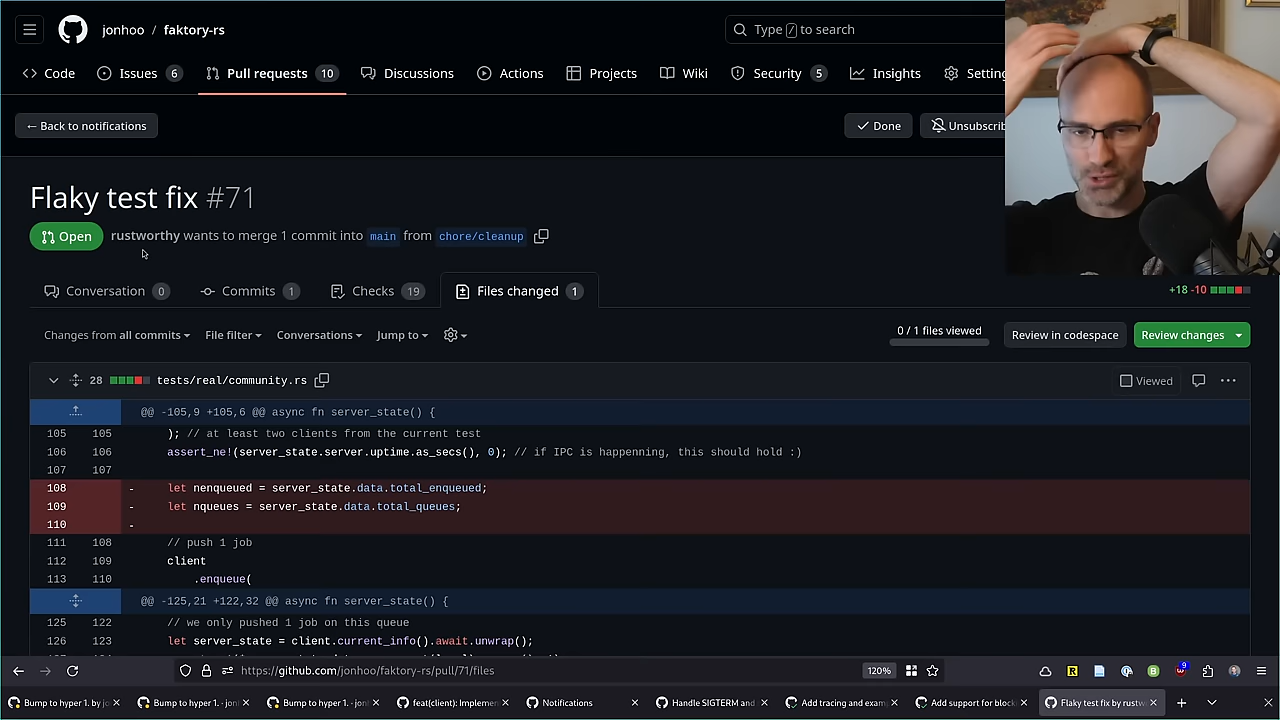 jonhoo / faktory-rs
Type / to search
Code
Issues 6
Pull requests 10
Discussions
Actions
Projects
Wiki
Security 5
Insights
← Back to notifications
Done
Flaky test fix #71
Open
rustworthy wants to merge 1 commit into main from chore/cleanup
Conversation 0
Commits 1
Checks 19
Files changed 1
+18 -10
Changes from all commits
File filter
Conversations
Jump to
0 / 1 files viewed
Review in codespace
Review changes
28 tests/real/community.rs
Viewed
@@ -105,9 +105,6 @@ async fn server_state() {
105 105 ); // at least two clients from the current test
106 106 assert_ne!(server_state.server.uptime.as_secs(), 0); // if IPC is happenning, this should hold :)
107 107
108 - let nenqueued = server_state.data.total_enqueued;
109 - let nqueues = server_state.data.total_queues;
110 -
111 108 // push 1 job
112 109 client
113 110 .enqueue(
@@ -125,21 +122,32 @@ async fn server_state() {
125 122 // we only pushed 1 job on this queue
126 123 let server_state = client.current_info().await.unwrap();
https://github.com/jonhoo/faktory-rs/pull/71/files
120%
9
Bump to hyper 1. by jo
Bump to hyper 1. · jon
Bump to hyper 1. · jon
feat(client): Implemen
Notifications
Handle SIGTERM and
Add tracing and exam
Add support for block
Flaky test fix by rustw